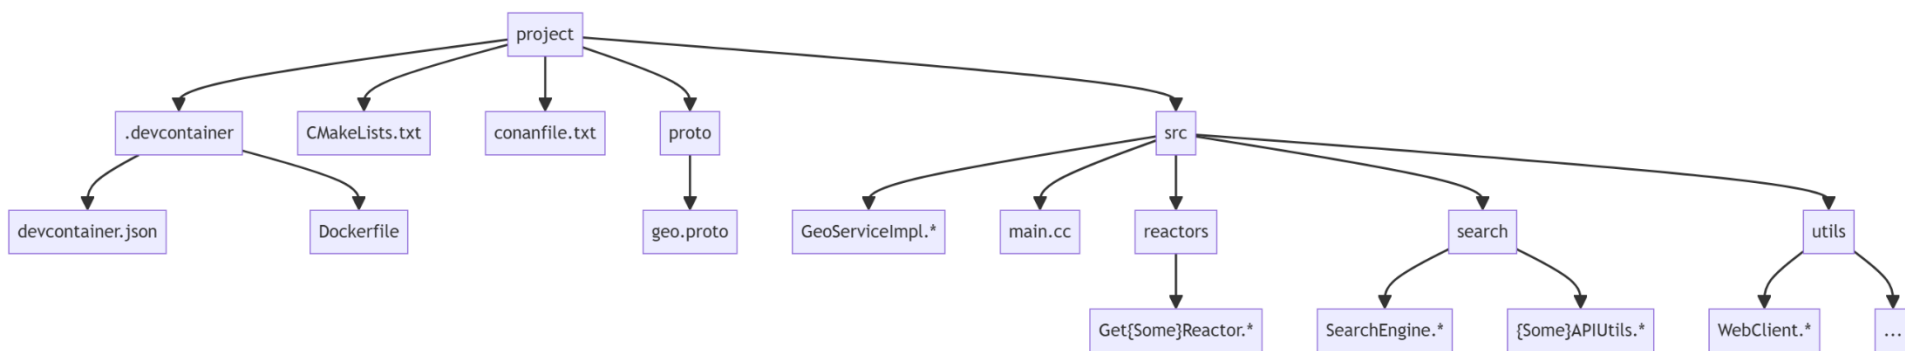 project
.devcontainer
CMakeLists.txt
conanfile.txt
proto
src
devcontainer.json
Dockerfile
geo.proto
GeoServiceImpl.*
main.cc
reactors
search
utils
Get{Some}Reactor.*
SearchEngine.*
{Some}APIUtils.*
WebClient.*
...